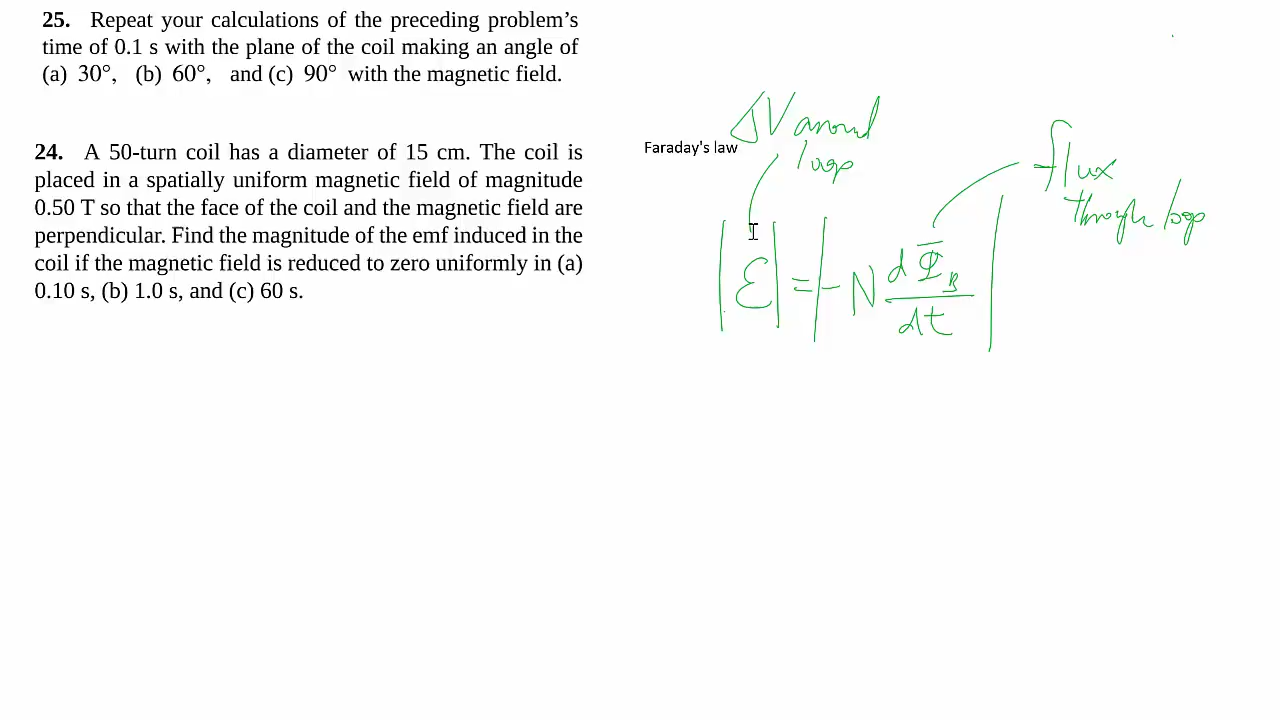 25. Repeat your calculations of the preceding problem's
time of 0.1 s with the plane of the coil making an angle of
(a) 30°, (b) 60°, and (c) 90° with the magnetic field.
24. A 50-turn coil has a diameter of 15 cm. The coil is
placed in a spatially uniform magnetic field of magnitude
0.50 T so that the face of the coil and the magnetic field are
perpendicular. Find the magnitude of the emf induced in the
coil if the magnetic field is reduced to zero uniformly in (a)
0.10 s, (b) 1.0 s, and (c) 60 s.
ΔV around
loop
Faraday's law
flux
through loop
|ℰ| = |-N dΦ_B/dt|